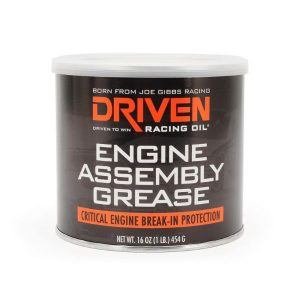 BORN FROM JOE GIBBS RACING
DRIVEN
DRIVEN TO WIN
RACING OIL®
ENGINE
ASSEMBLY
GREASE
CRITICAL ENGINE BREAK-IN PROTECTION
NET WT. 16 OZ (1 LB.) 454 G